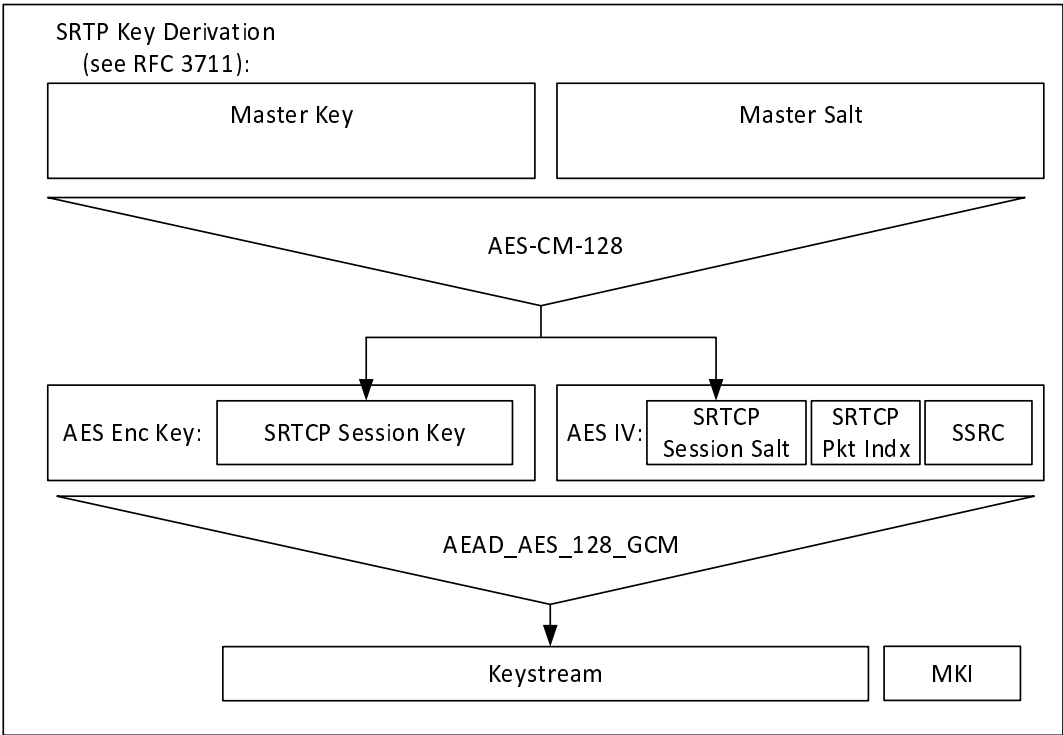 SRTP Key Derivation
(see RFC 3711):
Master Key
Master Salt
AES-CM-128
AES Enc Key:
SRTCP Session Key
AES IV:
SRTCP
Session Salt
SRTCP
Pkt Indx
SSRC
AEAD_AES_128_GCM
Keystream
MKI